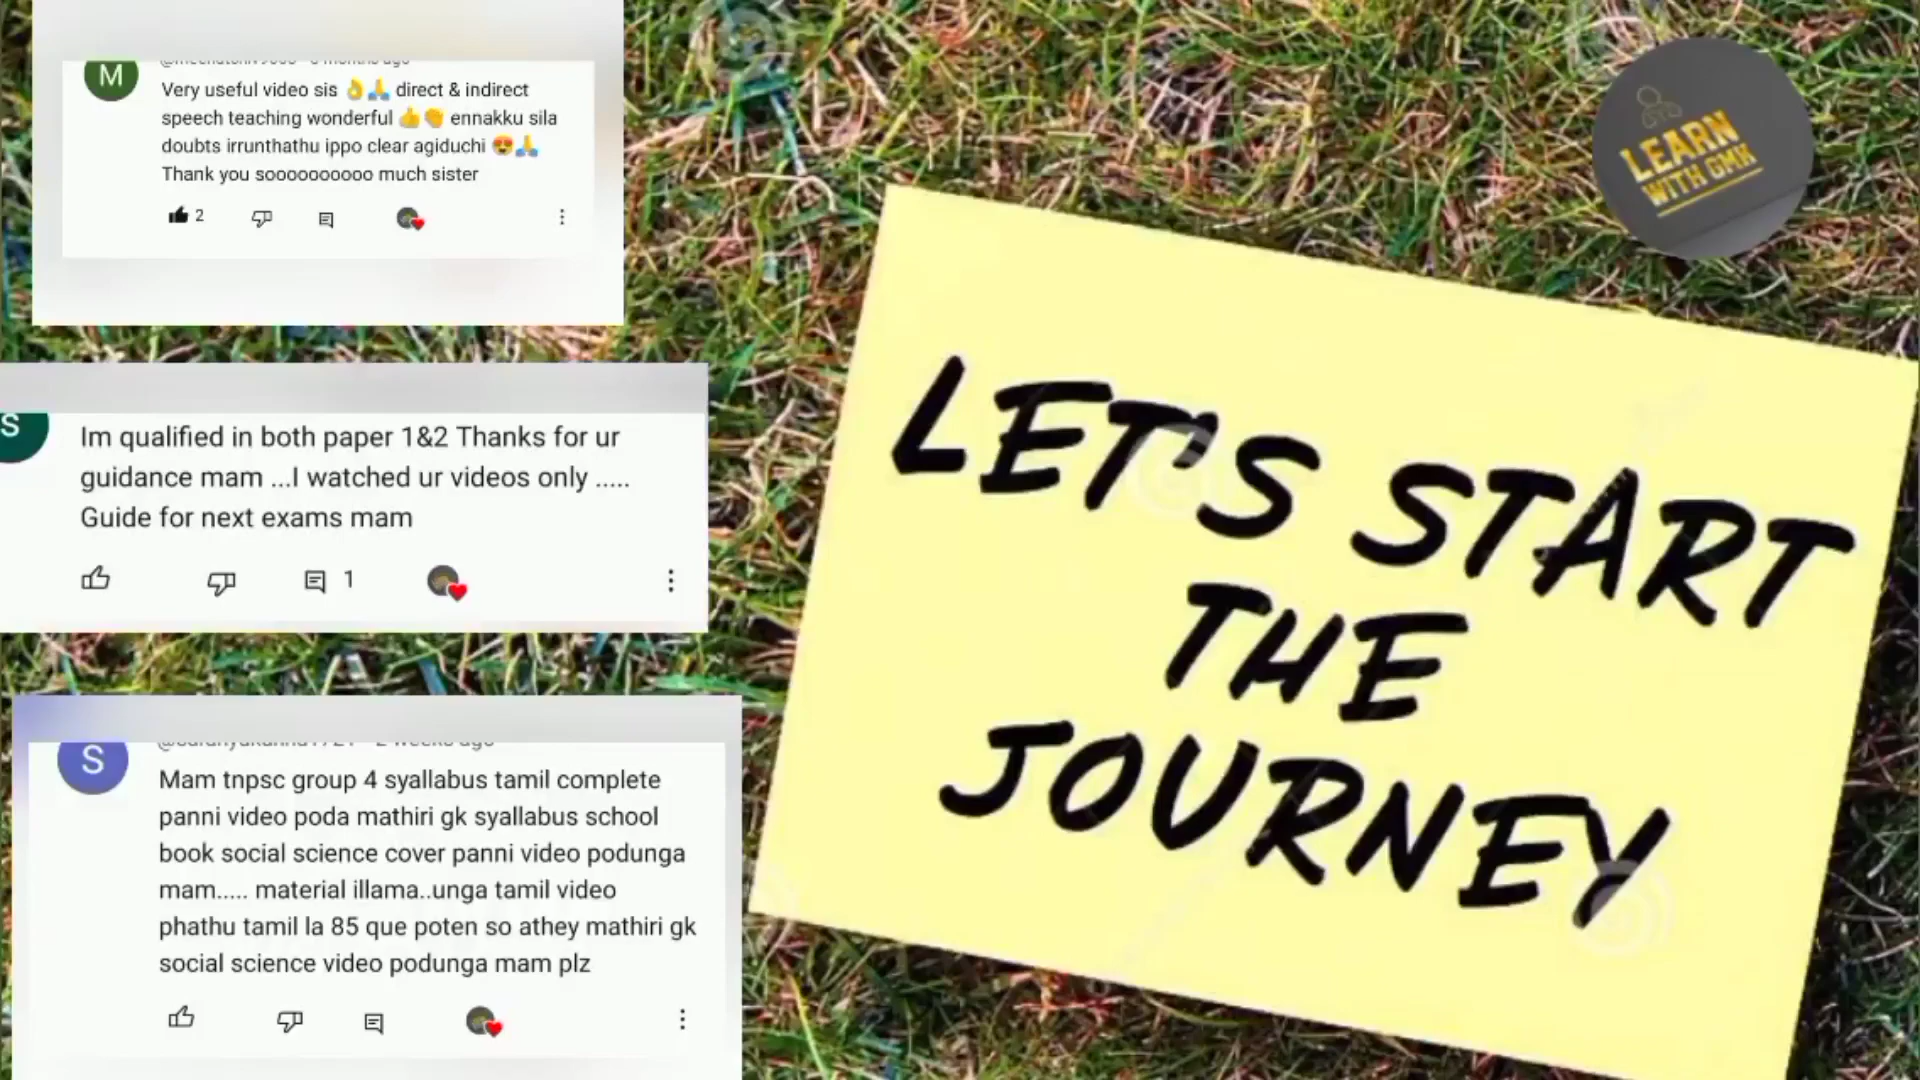 Very useful video sis 👌🙏 direct & indirect
speech teaching wonderful 👍👏 ennakku sila
doubts irrunthathu ippo clear agiduchi 😍🙏
Thank you soooooooooo much sister
2
Im qualified in both paper 1&2 Thanks for ur
guidance mam ...I watched ur videos only .....
Guide for next exams mam
1
Mam tnpsc group 4 syallabus tamil complete
panni video poda mathiri gk syallabus school
book social science cover panni video podunga
mam..... material illama..unga tamil video
phathu tamil la 85 que poten so athey mathiri gk
social science video podunga mam plz
M
S
S
LEARN
WITH GMK
LET'S START
THE
JOURNEY